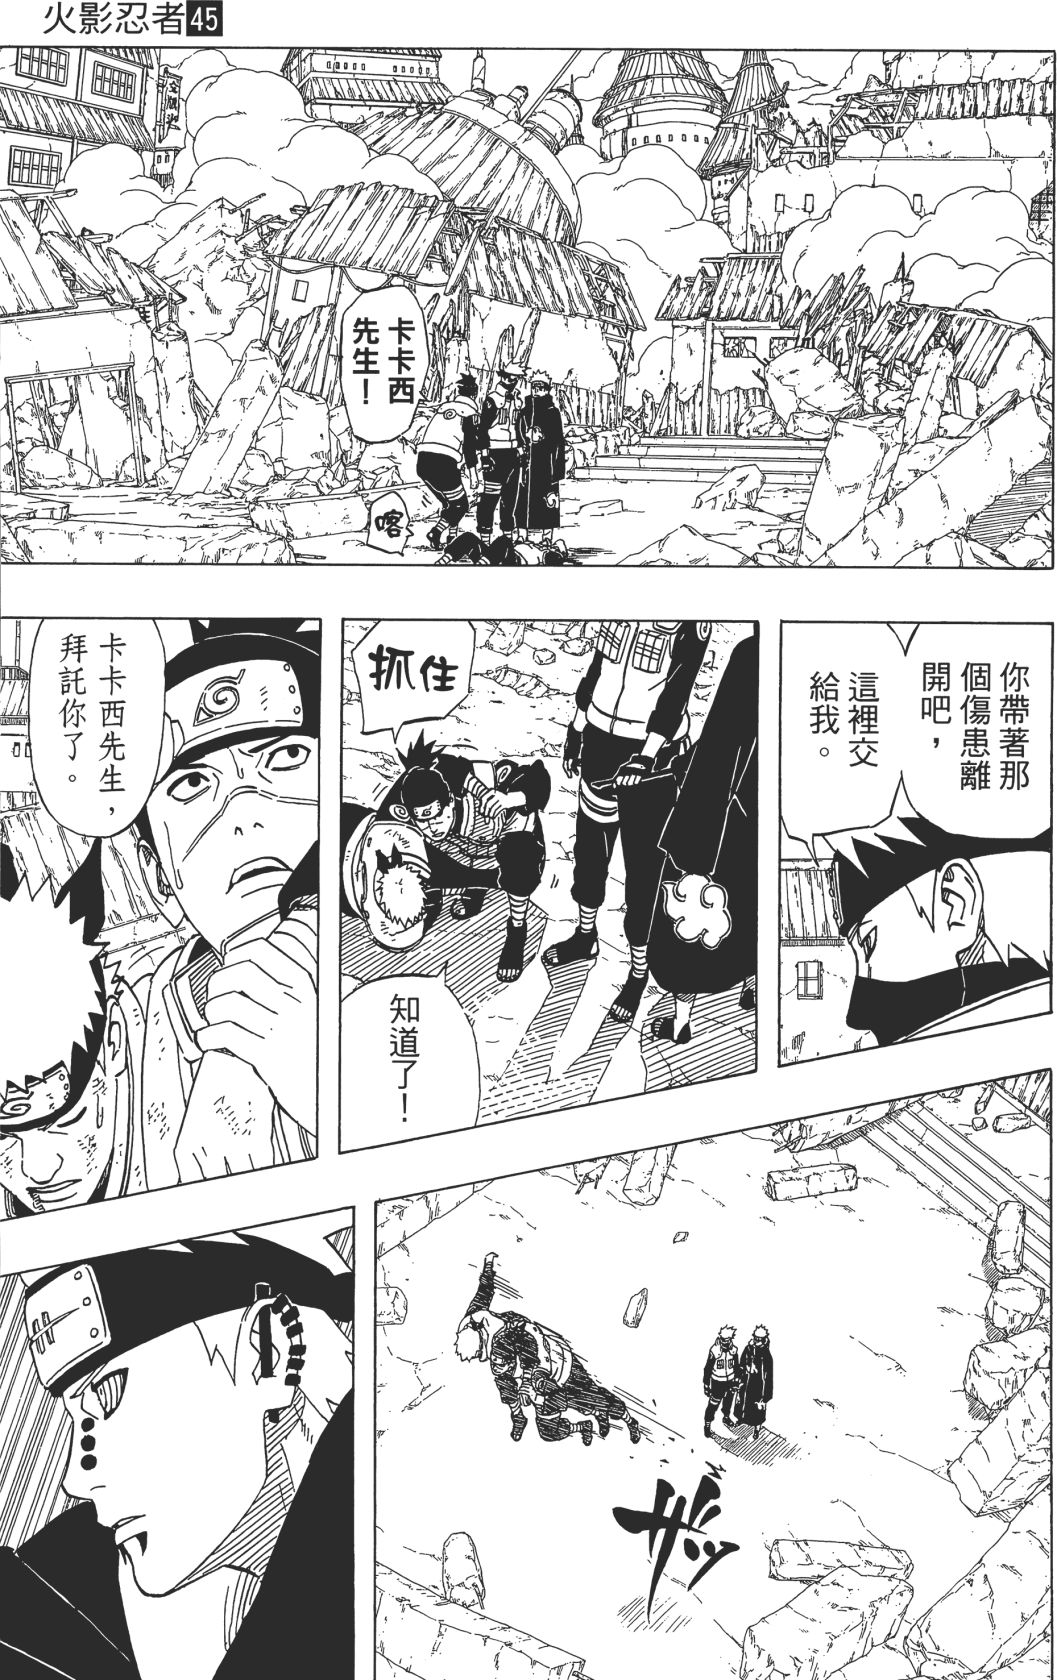 火影忍者45
卡卡西
先生！
喀
你帶著那
個傷患離
開吧，
這裡交
給我。
抓住
知道了！
卡卡西先生，
拜託你了。
ザッ